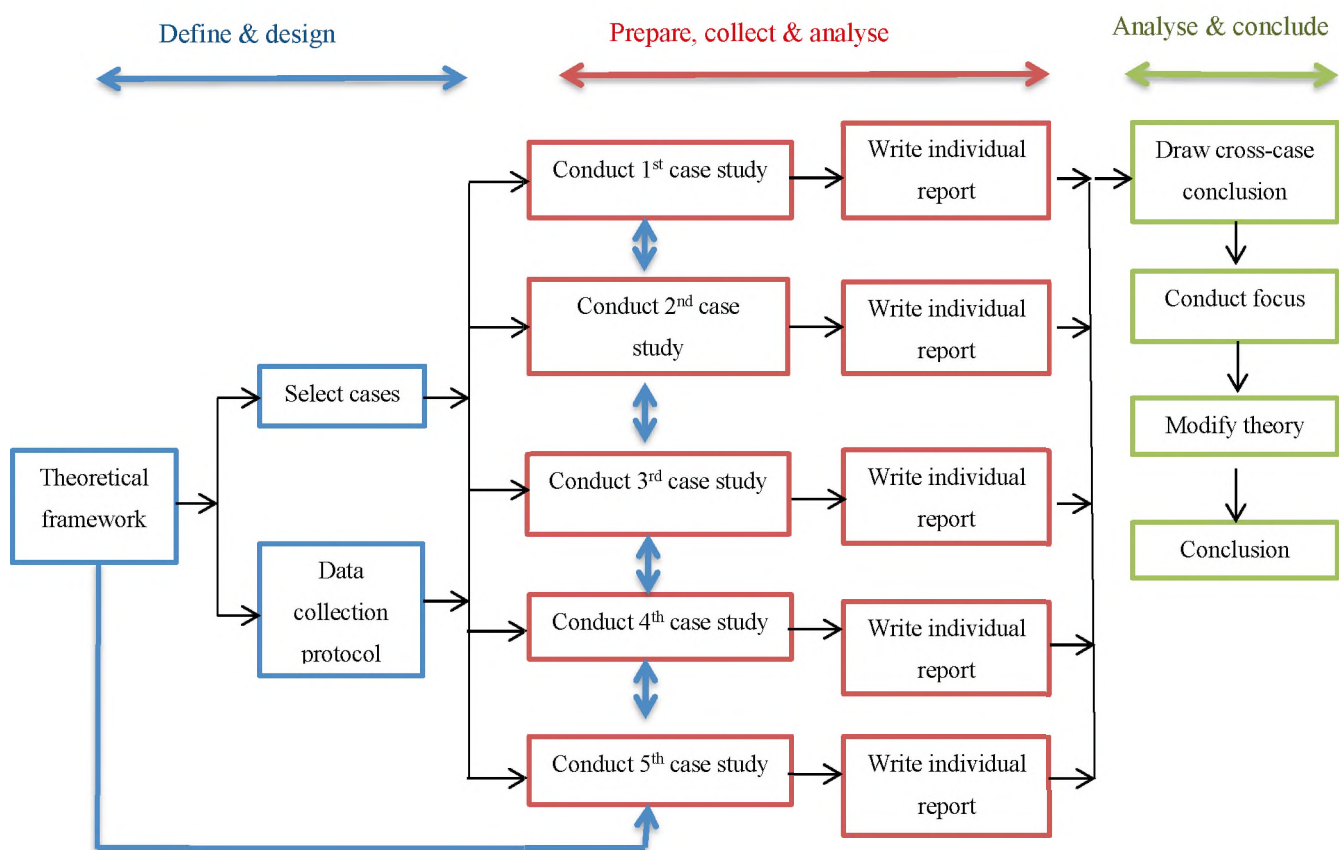 Define & design
Prepare, collect & analyse
Analyse & conclude
Theoretical
framework
Select cases
Data
collection
protocol
Conduct 1st case study
Write individual
report
Conduct 2nd case
study
Write individual
report
Conduct 3rd case study
Write individual
report
Conduct 4th case study
Write individual
report
Conduct 5th case study
Write individual
report
Draw cross-case
conclusion
Conduct focus
Modify theory
Conclusion